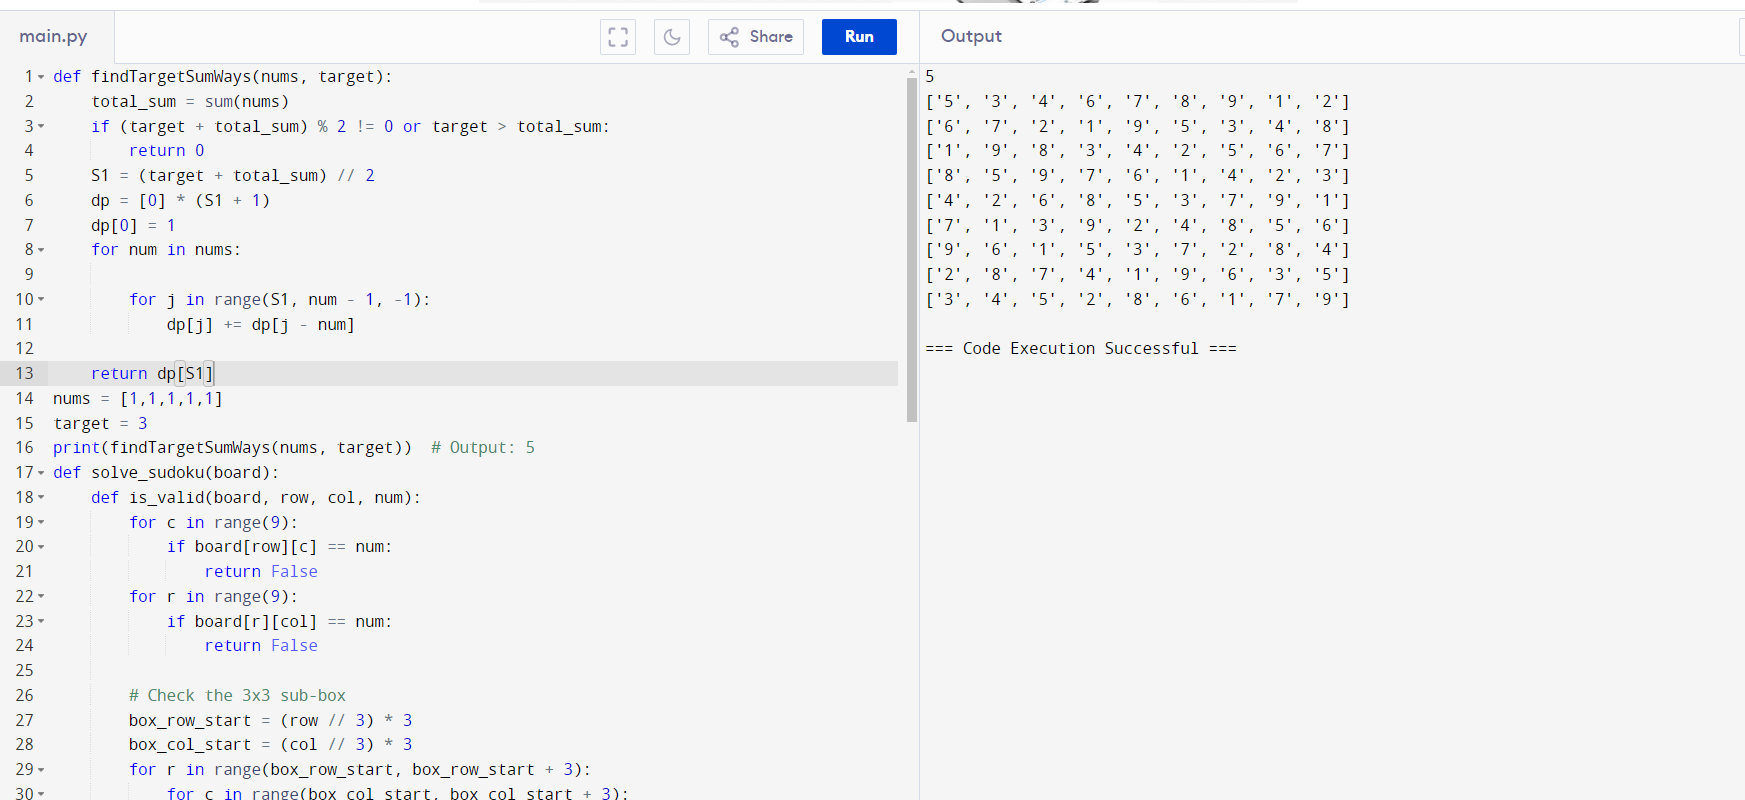 main.py
Share
Run
Output
1 def findTargetSumWays(nums, target):
2     total_sum = sum(nums)
3     if (target + total_sum) % 2 != 0 or target > total_sum:
4         return 0
5     S1 = (target + total_sum) // 2
6     dp = [0] * (S1 + 1)
7     dp[0] = 1
8     for num in nums:
9
10         for j in range(S1, num - 1, -1):
11             dp[j] += dp[j - num]
12
13     return dp[S1]
14 nums = [1,1,1,1,1]
15 target = 3
16 print(findTargetSumWays(nums, target))  # Output: 5
17 def solve_sudoku(board):
18     def is_valid(board, row, col, num):
19         for c in range(9):
20             if board[row][c] == num:
21                 return False
22         for r in range(9):
23             if board[r][col] == num:
24                 return False
25
26         # Check the 3x3 sub-box
27         box_row_start = (row // 3) * 3
28         box_col_start = (col // 3) * 3
29         for r in range(box_row_start, box_row_start + 3):
30             for c in range(box_col_start, box_col_start + 3):
5
['5', '3', '4', '6', '7', '8', '9', '1', '2']
['6', '7', '2', '1', '9', '5', '3', '4', '8']
['1', '9', '8', '3', '4', '2', '5', '6', '7']
['8', '5', '9', '7', '6', '1', '4', '2', '3']
['4', '2', '6', '8', '5', '3', '7', '9', '1']
['7', '1', '3', '9', '2', '4', '8', '5', '6']
['9', '6', '1', '5', '3', '7', '2', '8', '4']
['2', '8', '7', '4', '1', '9', '6', '3', '5']
['3', '4', '5', '2', '8', '6', '1', '7', '9']
=== Code Execution Successful ===